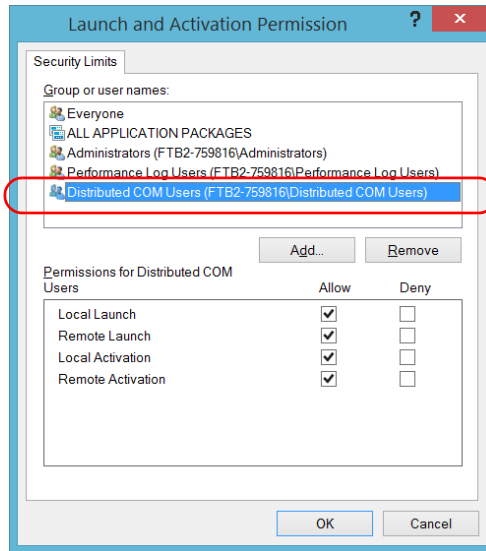 Launch and Activation Permission
?
×
Security Limits
Group or user names:
Everyone
ALL APPLICATION PACKAGES
Administrators (FTB2-759816\Administrators)
Performance Log Users (FTB2-759816\Performance Log Users)
Distributed COM Users (FTB2-759816\Distributed COM Users)
Add... Remove
Permissions for Distributed COM
Users Allow Deny
Local Launch
Remote Launch
Local Activation
Remote Activation
OK Cancel